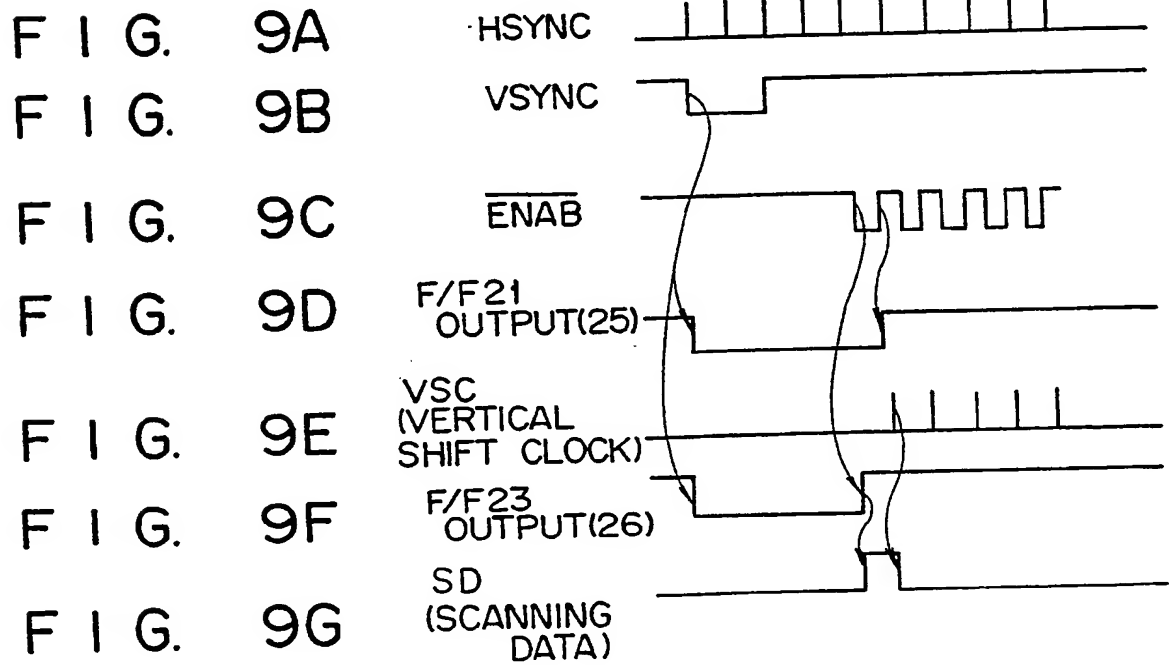 F I G. 9A HSYNC
F I G. 9B VSYNC
F I G. 9C ENAB
F I G. 9D F/F21
OUTPUT(25)
F I G. 9E VSC
(VERTICAL
SHIFT CLOCK)
F I G. 9F F/F23
OUTPUT(26)
F I G. 9G SD
(SCANNING
DATA)